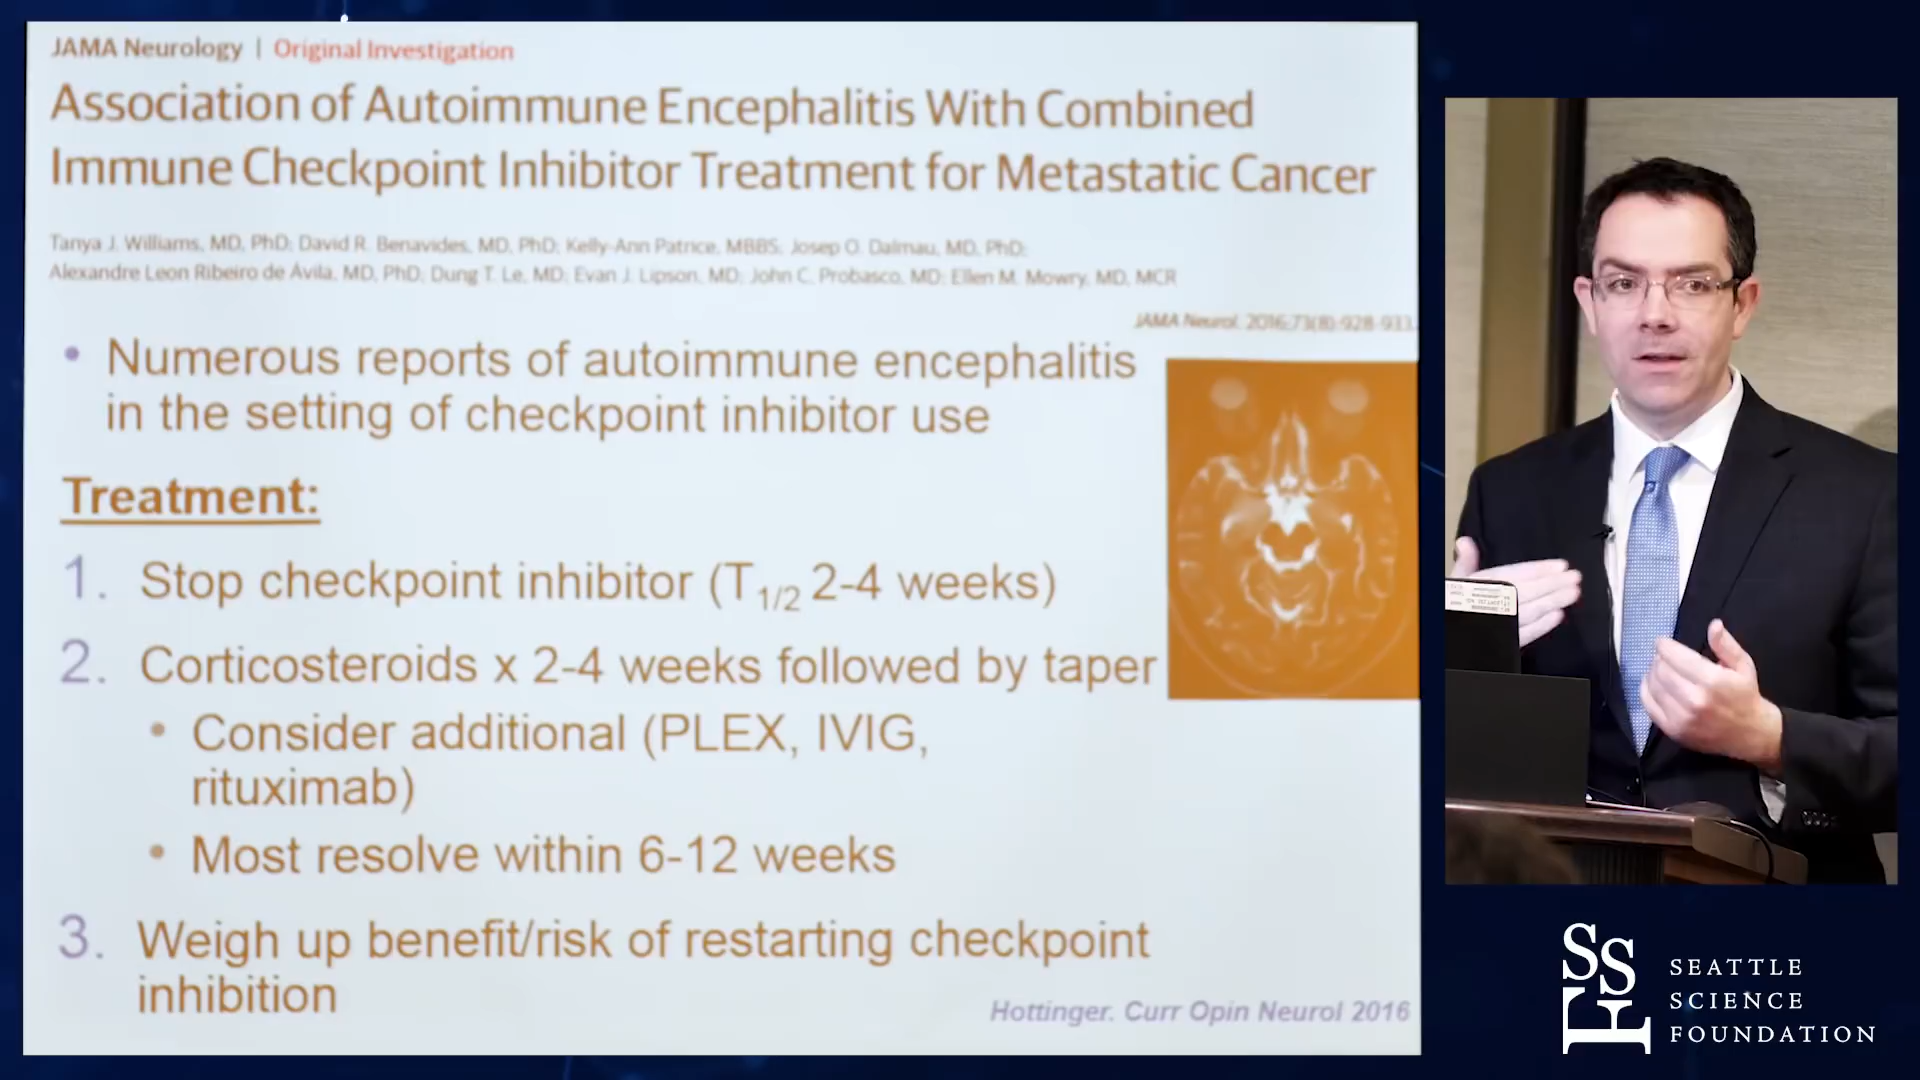 JAMA Neurology | Original Investigation
Association of Autoimmune Encephalitis With Combined
Immune Checkpoint Inhibitor Treatment for Metastatic Cancer
Tanya J. Williams, MD, PhD; David R. Benavides, MD, PhD; Kelly-Ann Patrice, MBBS; Josep O. Dalmau, MD, PhD;
Alexandre Leon Ribeiro de Ávila, MD, PhD; Dung T. Le, MD; Evan J. Lipson, MD; John C. Probasco, MD; Ellen M. Mowry, MD, MCR
JAMA Neurol. 2016;73(8):928-933.
• Numerous reports of autoimmune encephalitis
in the setting of checkpoint inhibitor use
Treatment:
1. Stop checkpoint inhibitor (T1/2 2-4 weeks)
2. Corticosteroids x 2-4 weeks followed by taper
• Consider additional (PLEX, IVIG,
rituximab)
• Most resolve within 6-12 weeks
3. Weigh up benefit/risk of restarting checkpoint
inhibition
Hottinger. Curr Opin Neurol 2016
SSF
SEATTLE
SCIENCE
FOUNDATION